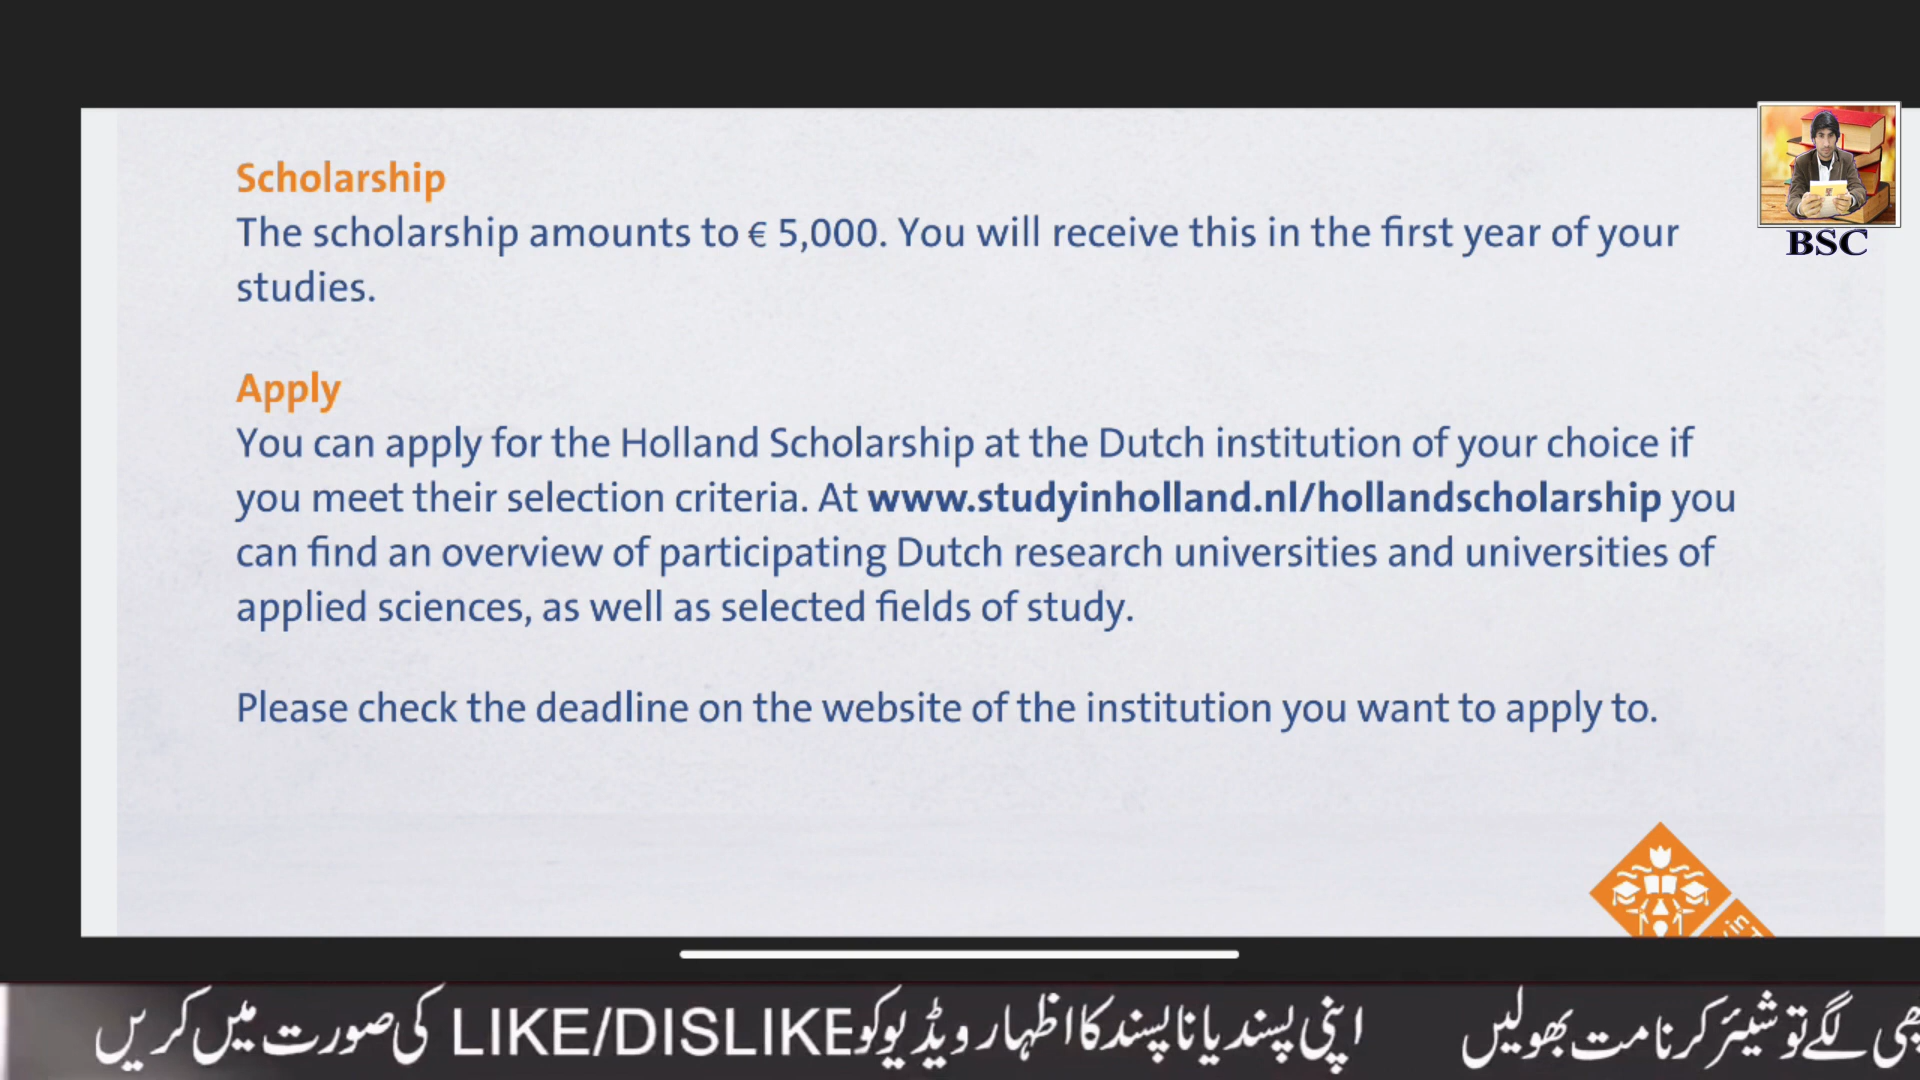 Scholarship
The scholarship amounts to € 5,000. You will receive this in the first year of your
studies.
Apply
You can apply for the Holland Scholarship at the Dutch institution of your choice if
you meet their selection criteria. At www.studyinholland.nl/hollandscholarship you
can find an overview of participating Dutch research universities and universities of
applied sciences, as well as selected fields of study.
Please check the deadline on the website of the institution you want to apply to.
BSC
in
لگے تو شیئر کرنا مت بھولیں
اپنی پسند یا ناپسند کا اظہار ویڈیو کو LIKE/DISLIKE کی صورت میں کریں